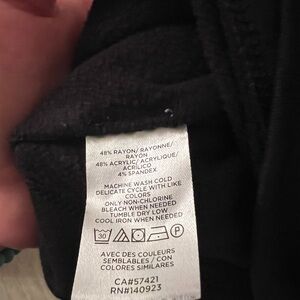 48% RAYON/RAYONNE/
RAYON
48% ACRYLIC/ACRYLIQUE/
ACRÍLICO
4% SPANDEX
MACHINE WASH COLD
DELICATE CYCLE WITH LIKE
COLORS
ONLY NON-CHLORINE
BLEACH WHEN NEEDED
TUMBLE DRY LOW
COOL IRON WHEN NEEDED
30 P
AVEC DES COULEURS
SEMBLABLES / CON
COLORES SIMILARES
CA#57421
RN#140923